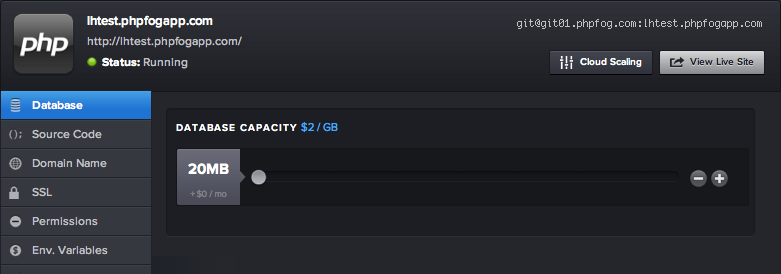 php
lhtest.phpfogapp.com
http://lhtest.phpfogapp.com/
Status: Running
git@git01.phpfog.com:lhtest.phpfogapp.com
Cloud Scaling
View Live Site
Database
(); Source Code
Domain Name
SSL
Permissions
$ Env. Variables
DATABASE CAPACITY $2 / GB
20MB
+$0 / mo